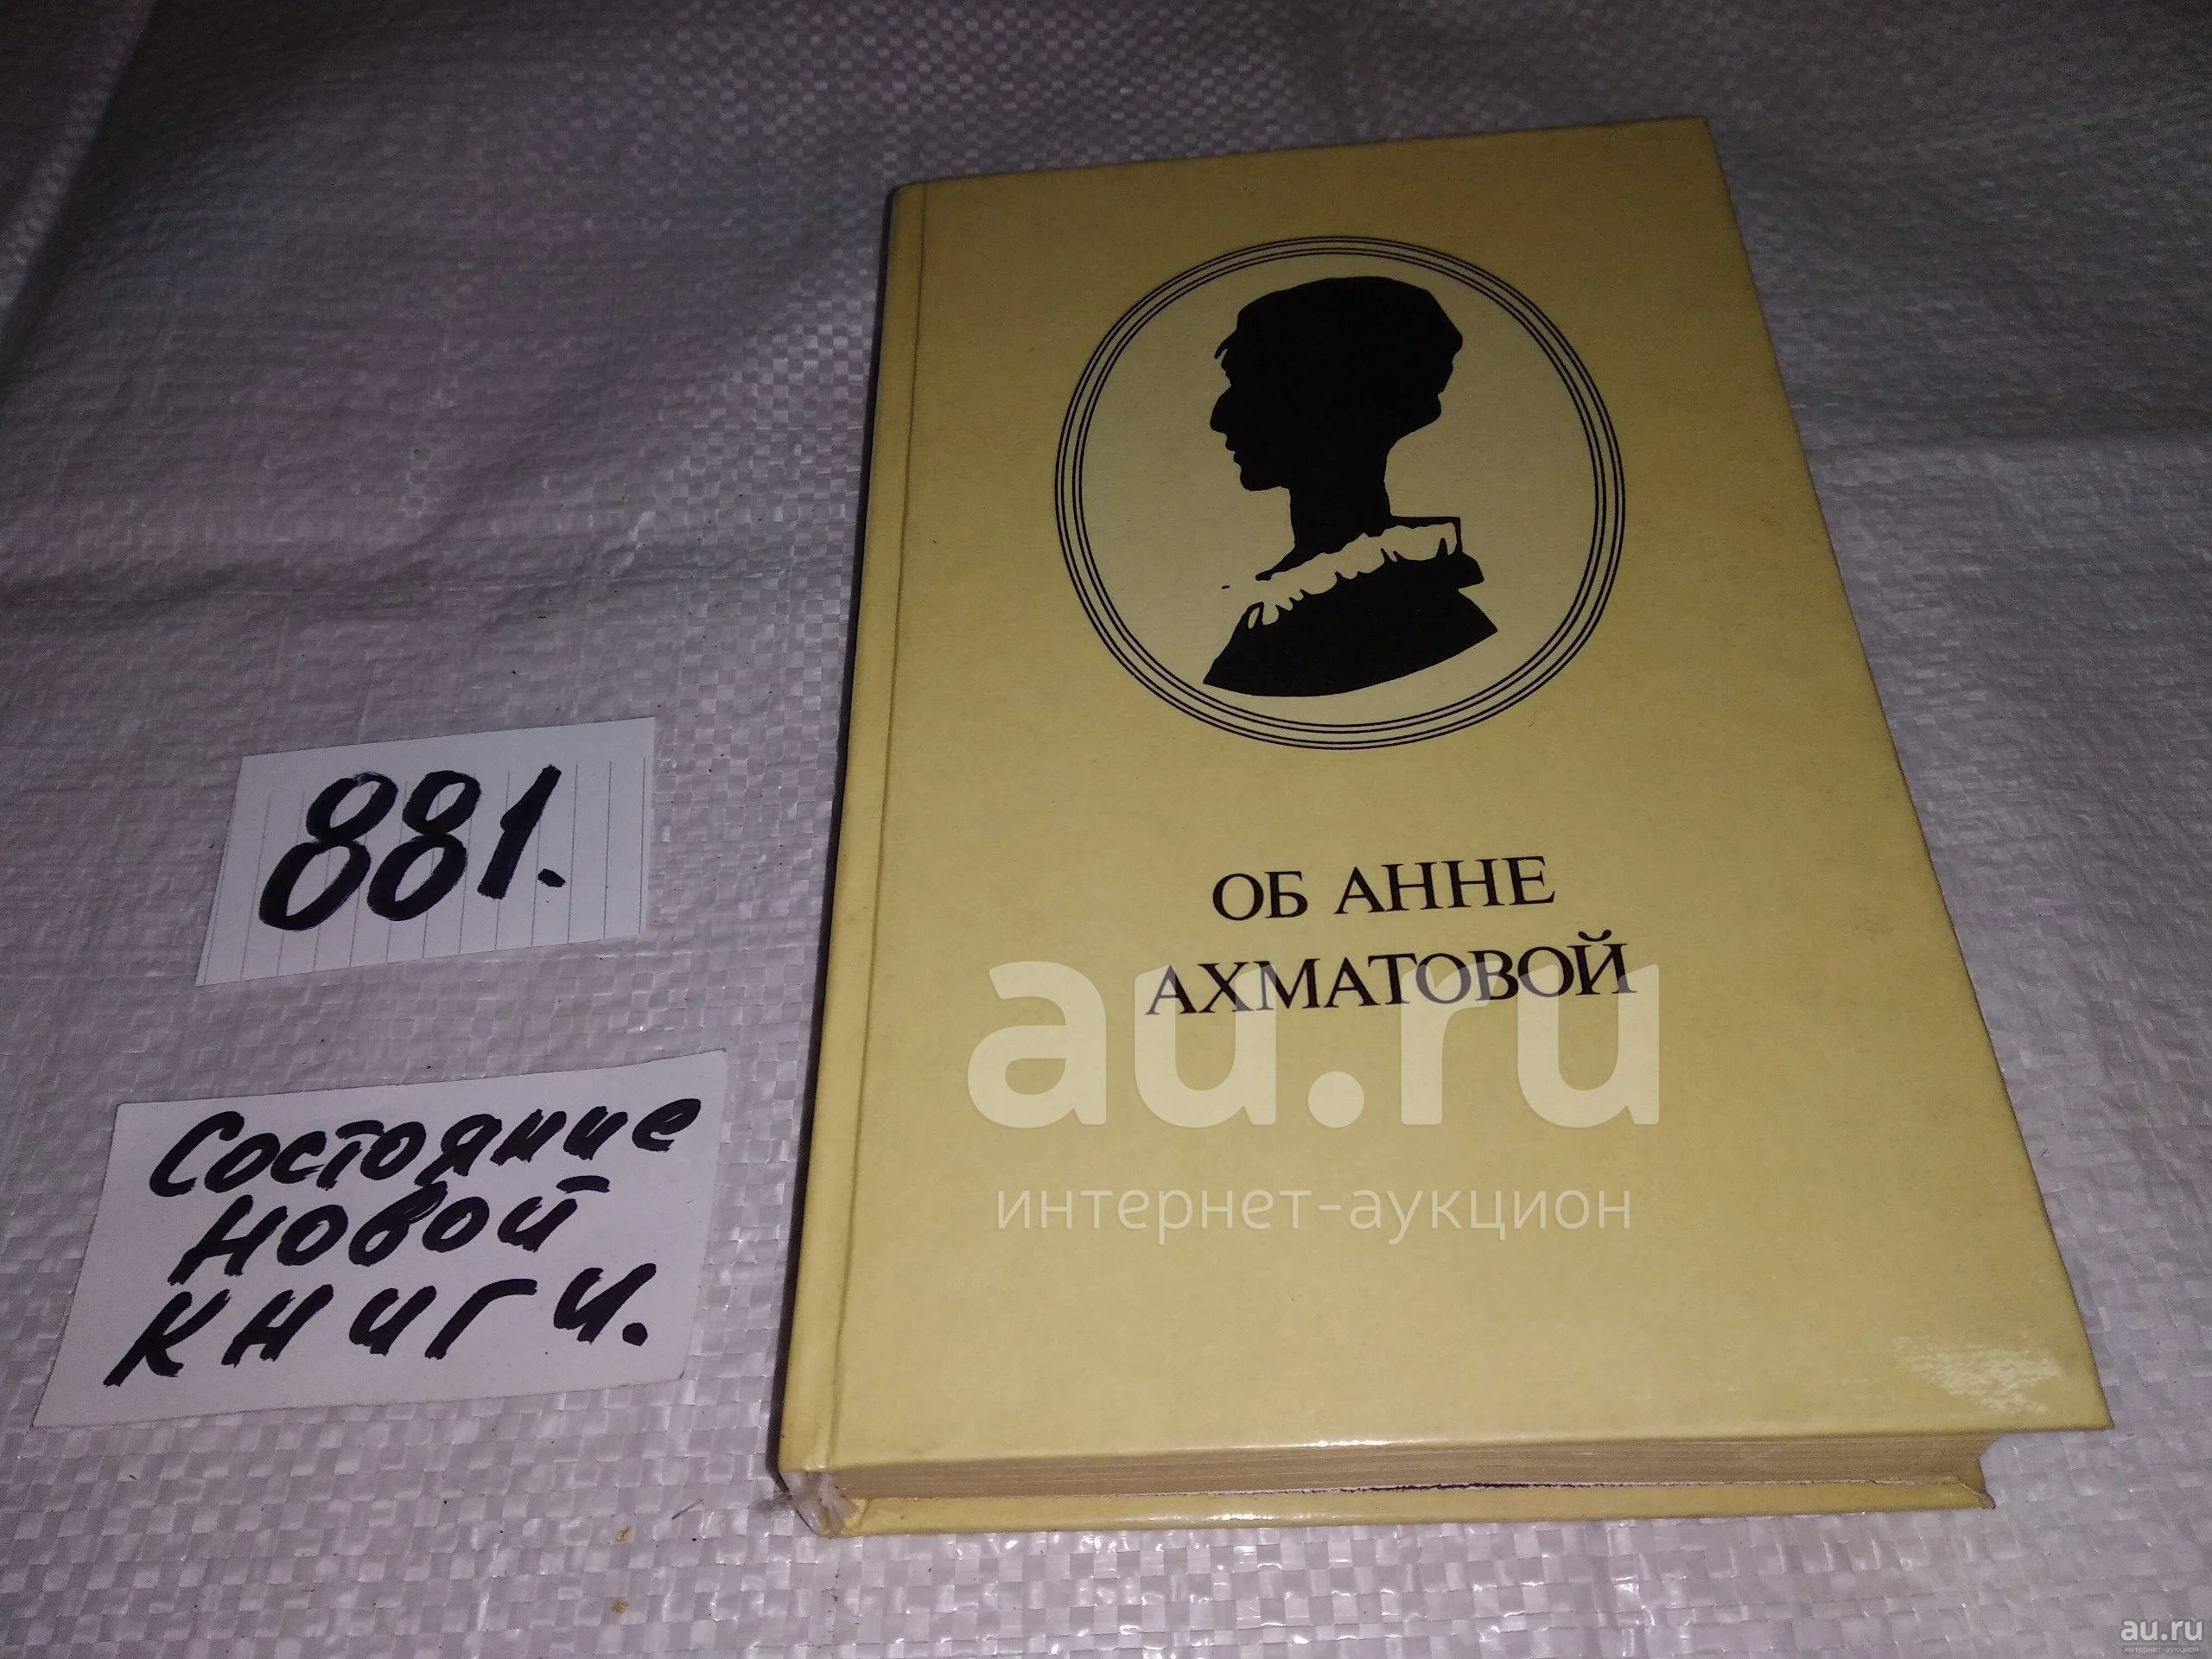 881.
Состояние
новой
книги.
ОБ АННЕ
АХМАТОВОЙ
au.ru
интернет-аукцион
au.ru
интернет-аукцион